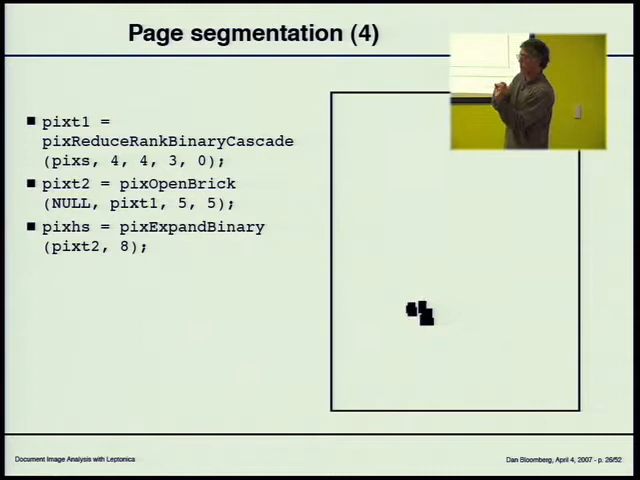 Page segmentation (4)
pixt1 =
pixReduceRankBinaryCascade
(pixs, 4, 4, 3, 0);
pixt2 = pixOpenBrick
(NULL, pixt1, 5, 5);
pixhs = pixExpandBinary
(pixt2, 8);
Document Image Analysis with Leptonica
Dan Bloomberg, April 4, 2007 - p. 26/52